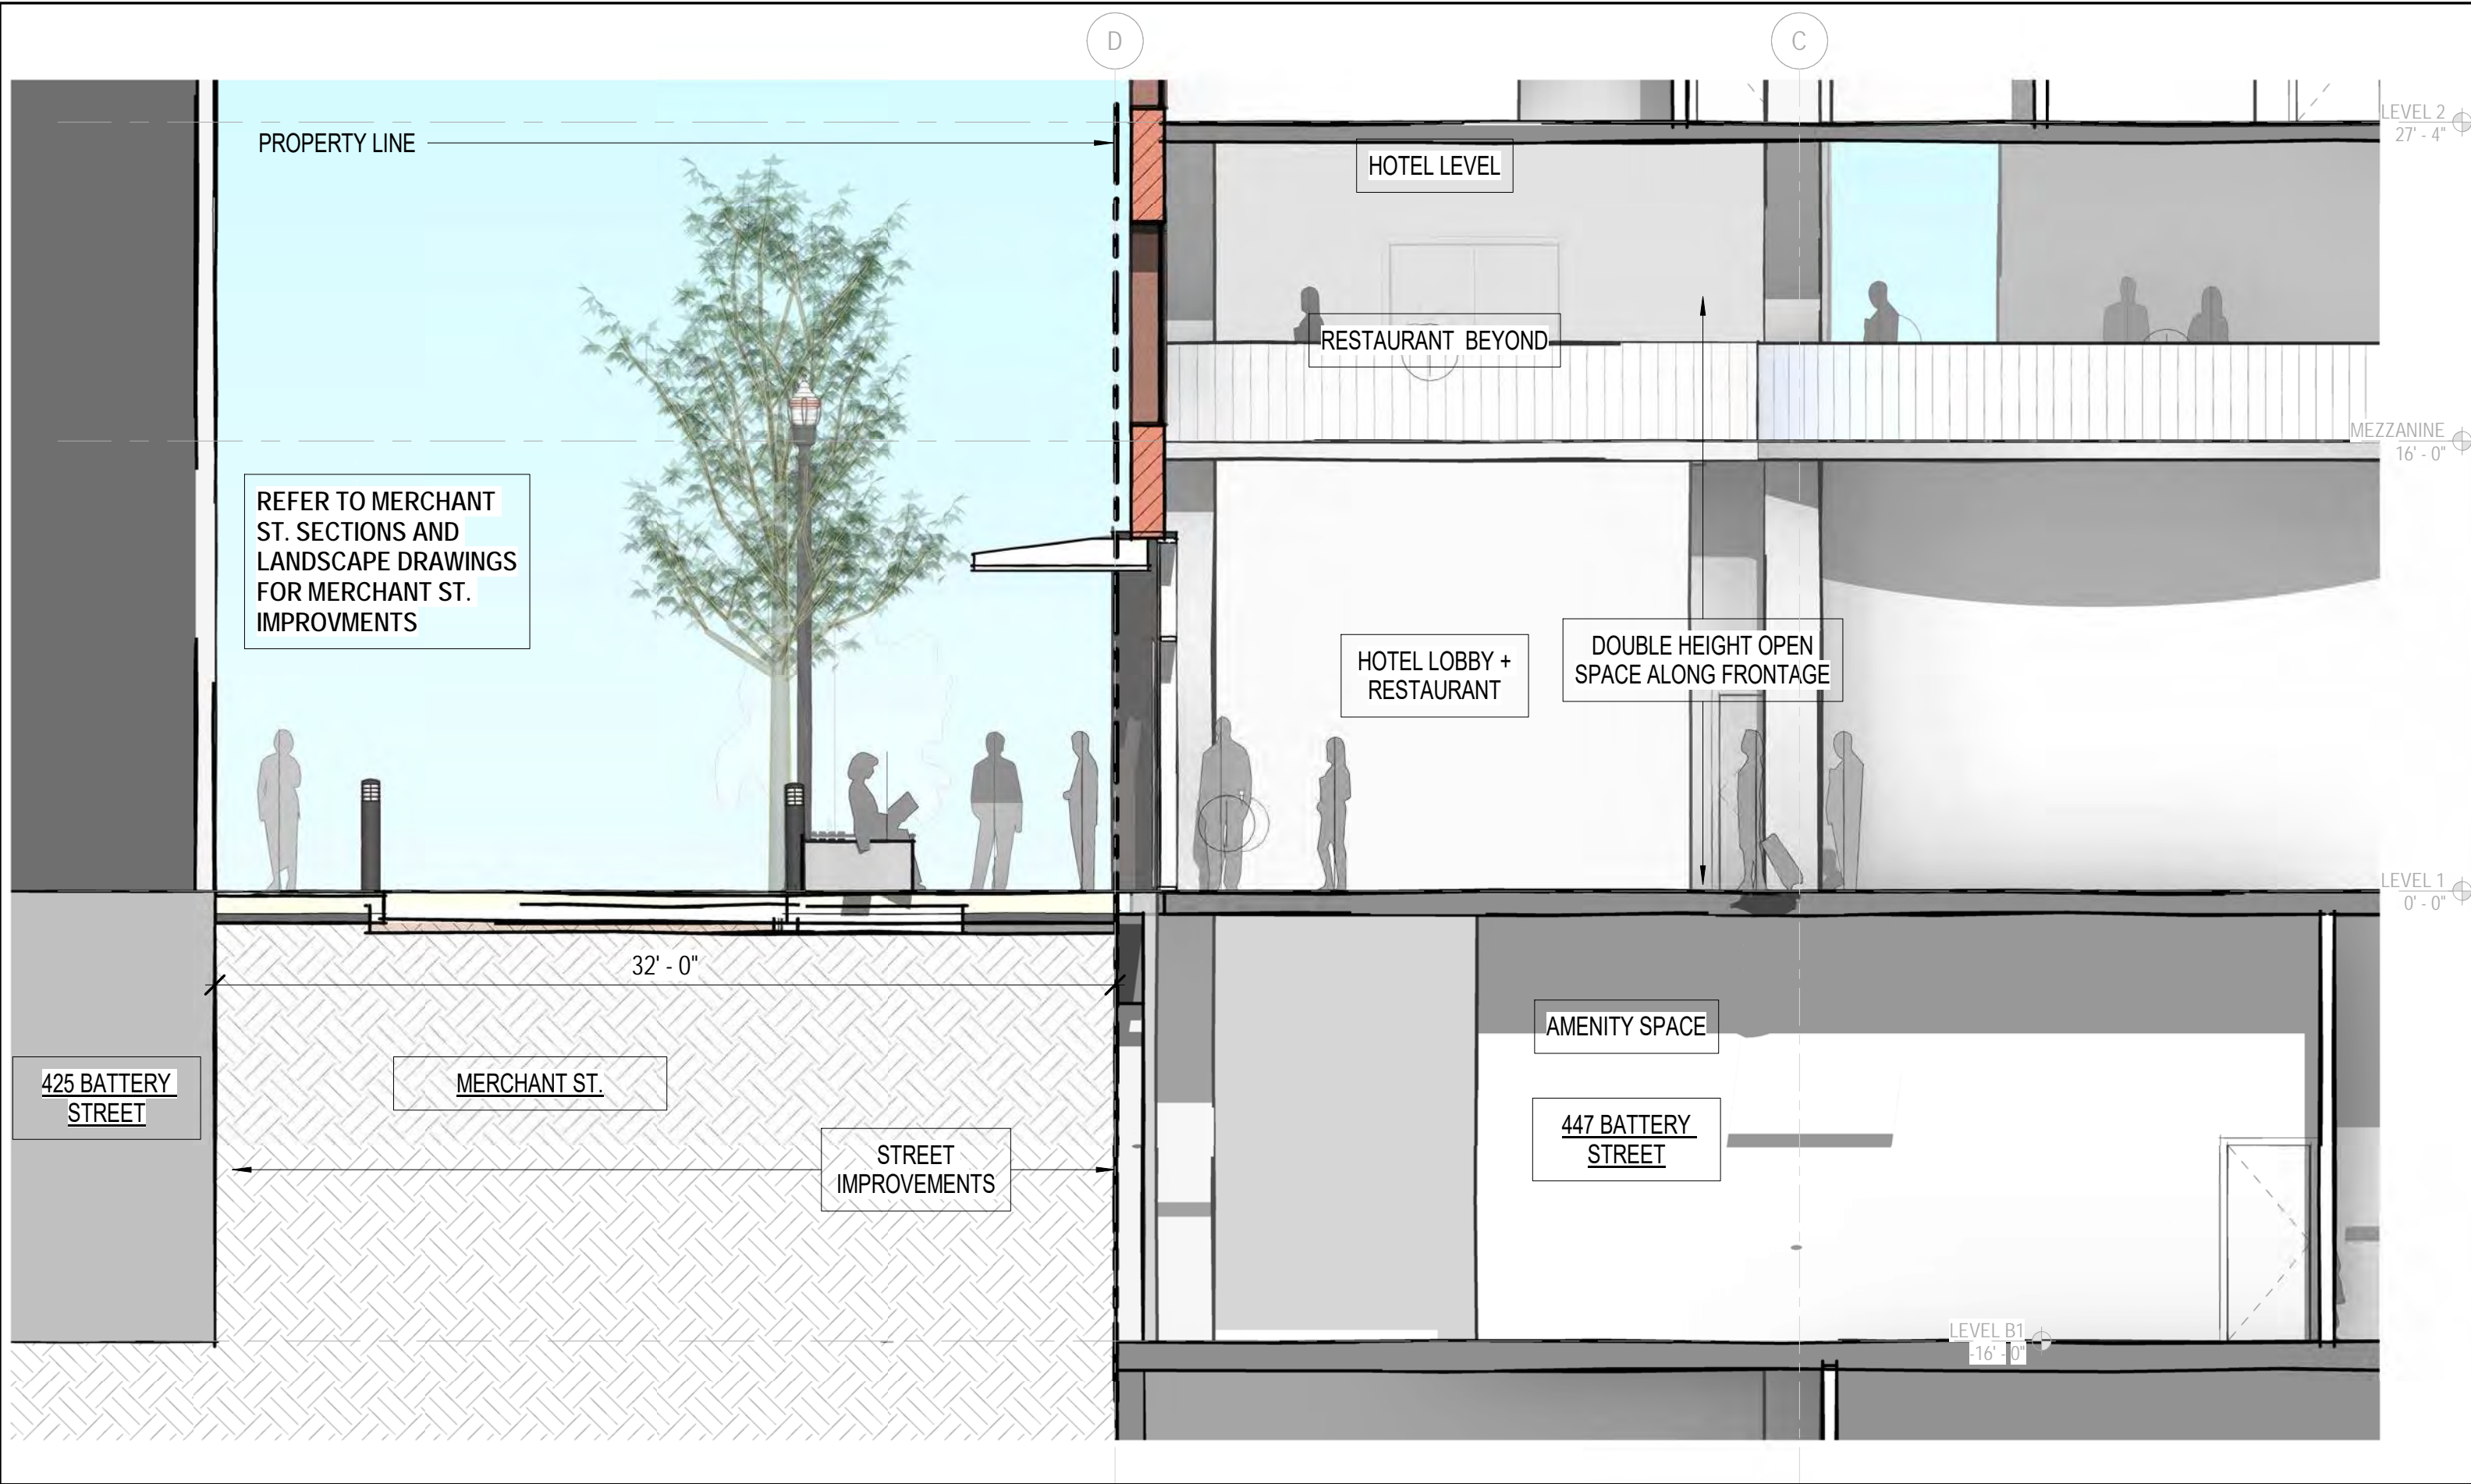 D
C
LEVEL 2
27' - 4"
PROPERTY LINE
HOTEL LEVEL
RESTAURANT BEYOND
MEZZANINE
16' - 0"
REFER TO MERCHANT
ST. SECTIONS AND
LANDSCAPE DRAWINGS
FOR MERCHANT ST.
IMPROVMENTS
HOTEL LOBBY +
RESTAURANT
DOUBLE HEIGHT OPEN
SPACE ALONG FRONTAGE
LEVEL 1
0' - 0"
32' - 0"
AMENITY SPACE
425 BATTERY
STREET
MERCHANT ST.
447 BATTERY
STREET
STREET
IMPROVEMENTS
LEVEL B1
-16' - 0"